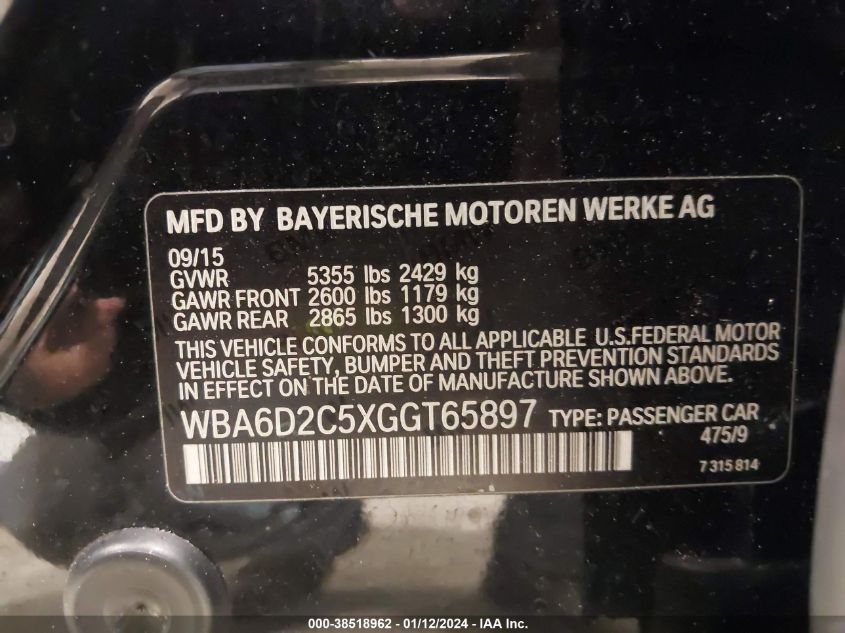 MFD BY BAYERISCHE MOTOREN WERKE AG
09/15
GVWR 5355 lbs 2429 kg
GAWR FRONT 2600 lbs 1179 kg
GAWR REAR 2865 lbs 1300 kg
THIS VEHICLE CONFORMS TO ALL APPLICABLE U.S.FEDERAL MOTOR
VEHICLE SAFETY, BUMPER AND THEFT PREVENTION STANDARDS
IN EFFECT ON THE DATE OF MANUFACTURE SHOWN ABOVE.
WBA6D2C5XGGT65897 TYPE: PASSENGER CAR
475/9
7 315 814
000-38518962 - 01/12/2024 - IAA Inc.